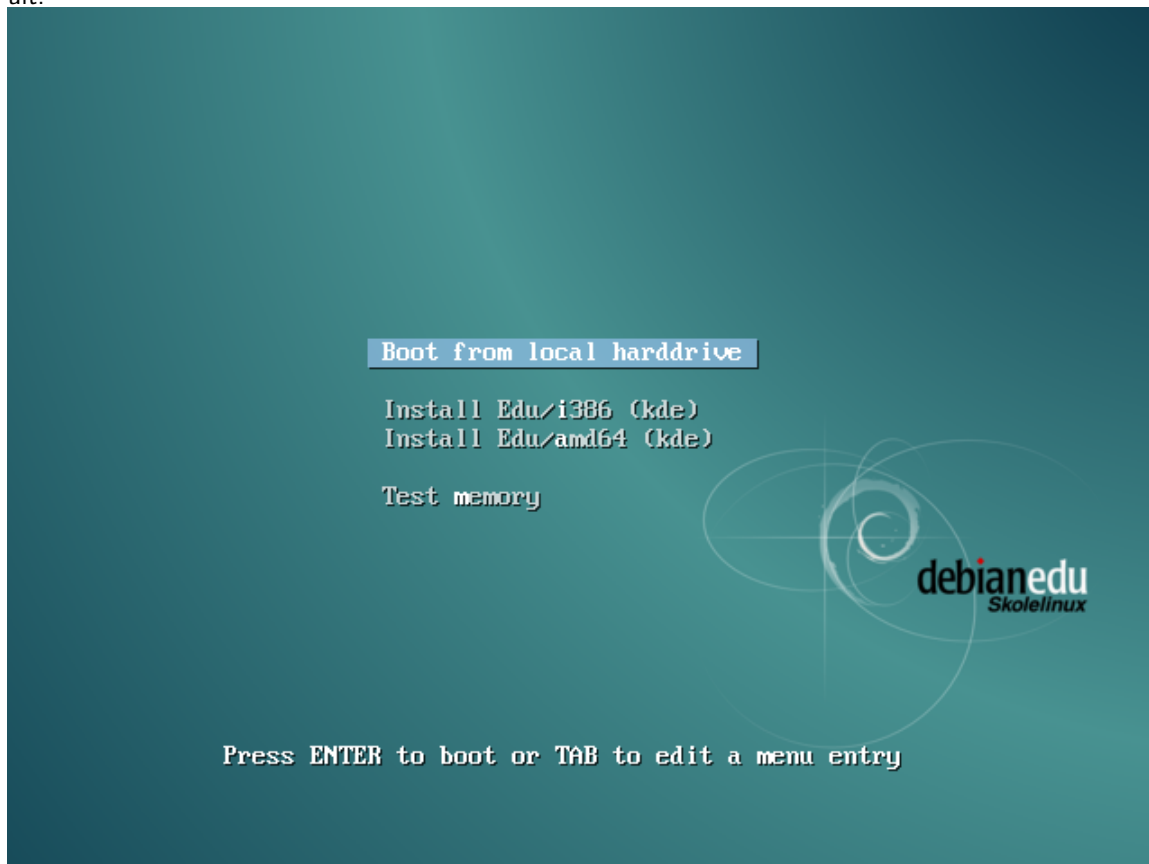 Boot from local harddrive
Install Edu/i386 (kde)
Install Edu/amd64 (kde)
Test memory
debianedu
Skolelinux
Press ENTER to boot or TAB to edit a menu entry